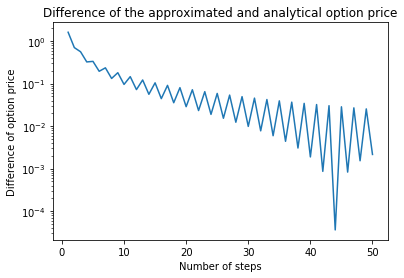 Difference of the approximated and analytical option price
Difference of option price
10⁰
10⁻¹
10⁻²
10⁻³
10⁻⁴
0 10 20 30 40 50
Number of steps